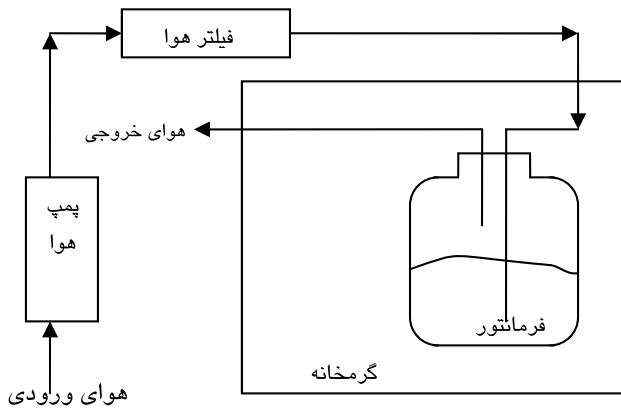 فیلتر هوا
هوای خروجی
پمپ
هوا
فرمانتور
گرمخانه
هوای ورودی